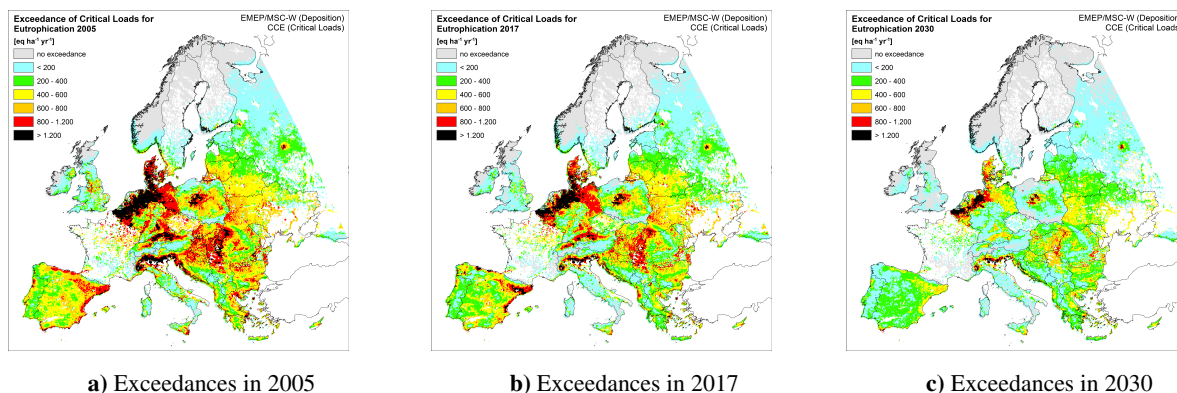 Exceedance of Critical Loads for
Eutrophication 2005
EMEP/MSC-W (Deposition)
CCE (Critical Loads)
[eq ha⁻¹ yr⁻¹]
no exceedance
< 200
200 - 400
400 - 600
600 - 800
800 - 1.200
> 1.200
a) Exceedances in 2005
Exceedance of Critical Loads for
Eutrophication 2017
EMEP/MSC-W (Deposition)
CCE (Critical Loads)
[eq ha⁻¹ yr⁻¹]
no exceedance
< 200
200 - 400
400 - 600
600 - 800
800 - 1.200
> 1.200
b) Exceedances in 2017
Exceedance of Critical Loads for
Eutrophication 2030
EMEP/MSC-W (Deposition)
CCE (Critical Loads)
[eq ha⁻¹ yr⁻¹]
no exceedance
< 200
200 - 400
400 - 600
600 - 800
800 - 1.200
> 1.200
c) Exceedances in 2030